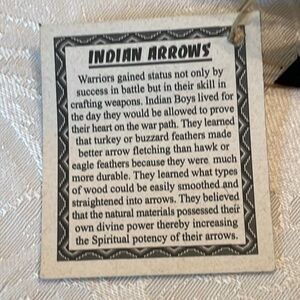 INDIAN ARROWS
Warriors gained status not only by
success in battle but in their skill in
crafting weapons. Indian Boys lived for
the day they would be allowed to prove
their heart on the war path. They learned
that turkey or buzzard feathers made
better arrow fletching than hawk or
eagle feathers because they were much
more durable. They learned what types
of wood could be easily smoothed and
straightened into arrows. They believed
that the natural materials possessed their
own divine power thereby increasing
the Spiritual potency of their arrows.